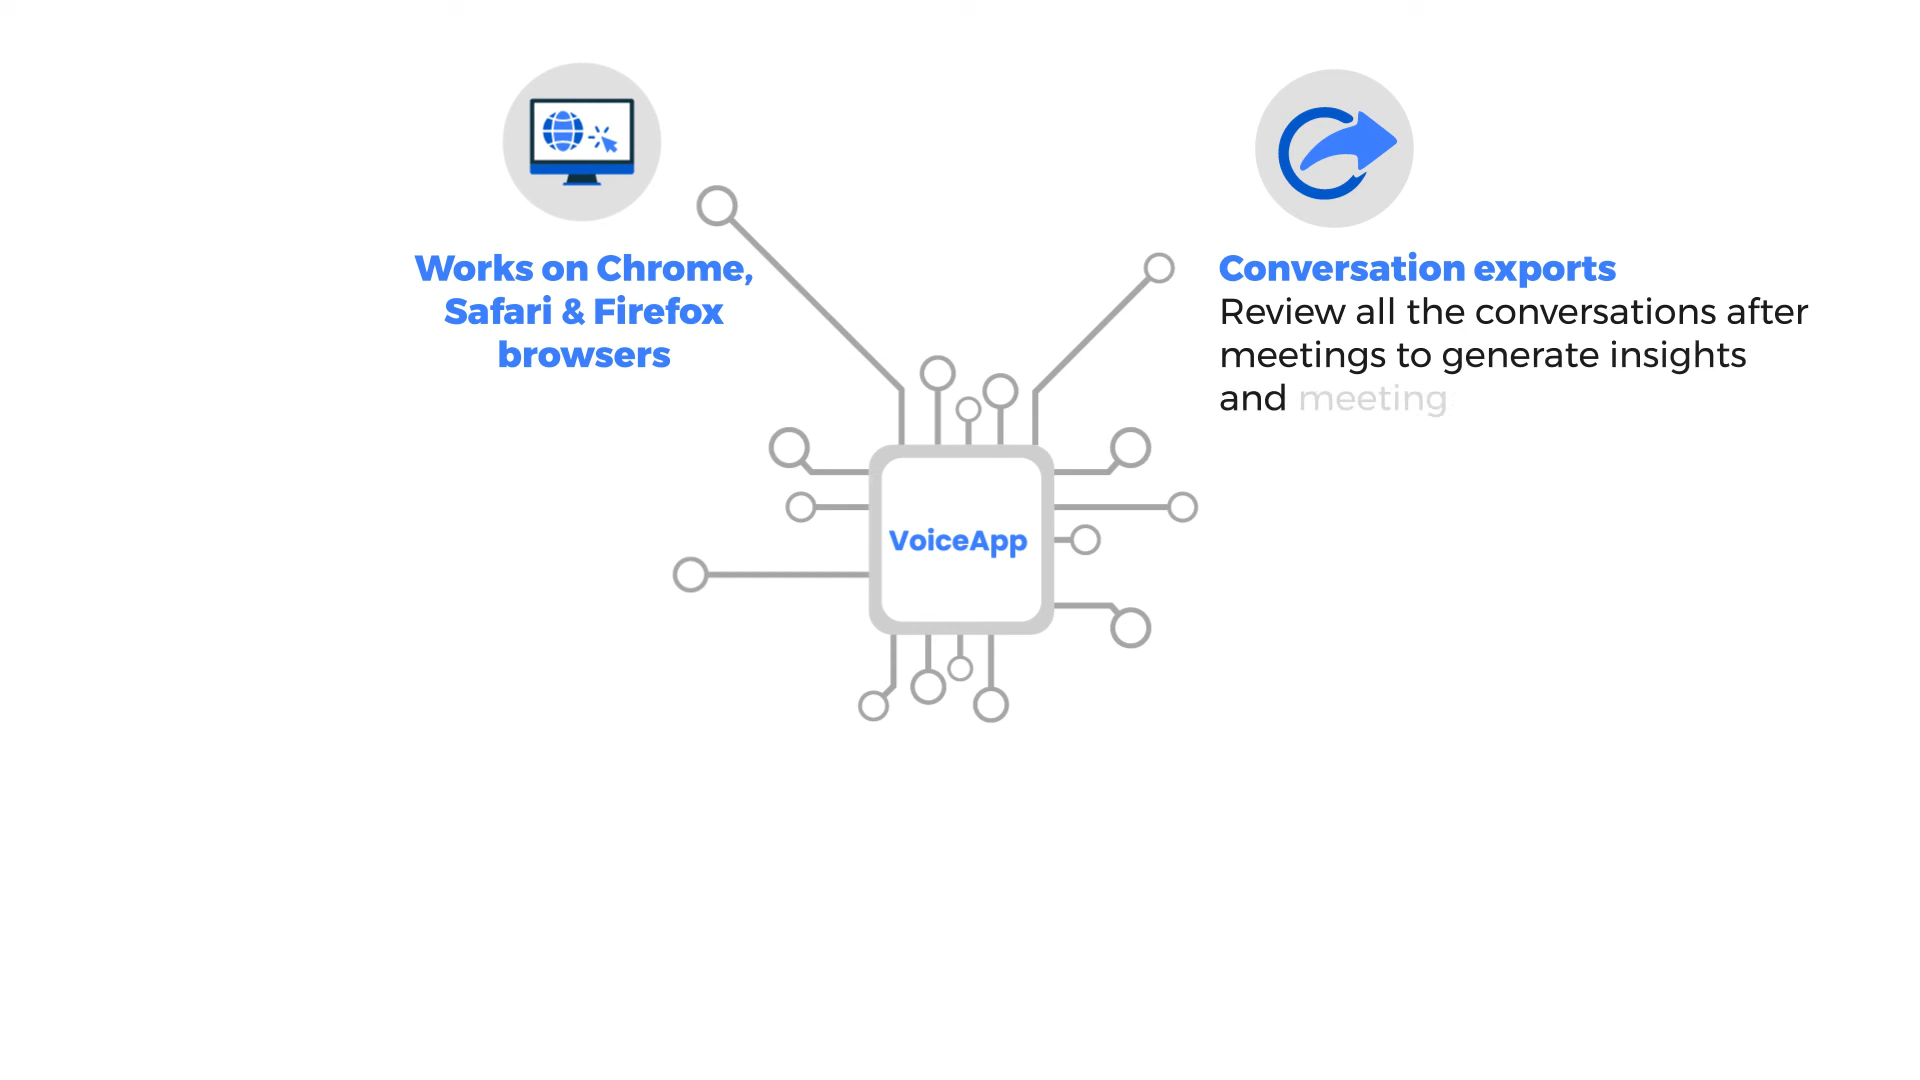 Works on Chrome,
Safari & Firefox
browsers
Conversation exports
Review all the conversations after
meetings to generate insights
and meeting
VoiceApp